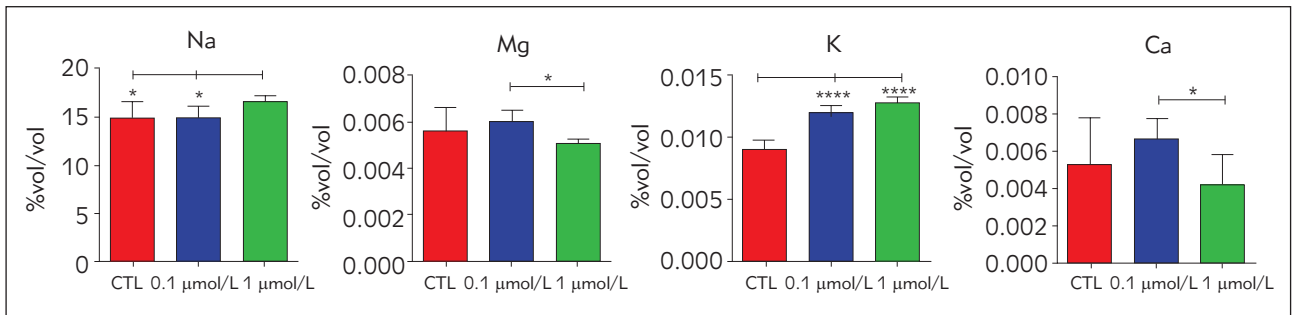 Na
%vol/vol
20
15
10
5
0
* *
CTL 0.1 μmol/L 1 μmol/L
Mg
%vol/vol
0.008
0.006
0.004
0.002
0.000
*
CTL 0.1 μmol/L 1 μmol/L
K
%vol/vol
0.015
0.010
0.005
0.000
**** ****
CTL 0.1 μmol/L 1 μmol/L
Ca
%vol/vol
0.010
0.008
0.006
0.004
0.002
0.000
*
CTL 0.1 μmol/L 1 μmol/L